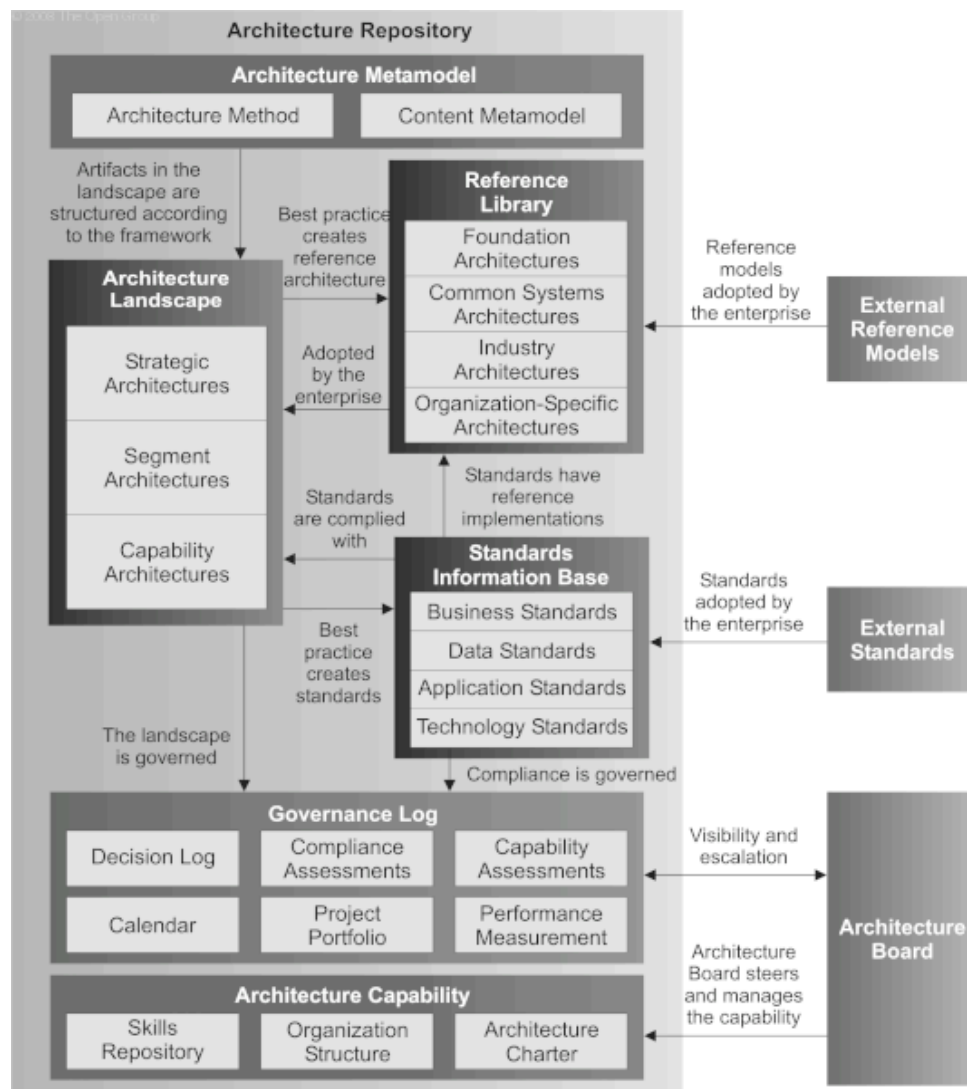 © 2009 The Open Group
Architecture Repository
Architecture Metamodel
Architecture Method
Content Metamodel
Artifacts in the
landscape are
structured according
to the framework
Best practice
creates
reference
architecture
Reference
Library
Foundation
Architectures
Common Systems
Architectures
Industry
Architectures
Organization-Specific
Architectures
Reference
models
adopted by
the enterprise
External
Reference
Models
Architecture
Landscape
Strategic
Architectures
Segment
Architectures
Capability
Architectures
Adopted
by the
enterprise
Standards
are complied
with
Standards have
reference
implementations
Best
practice
creates
standards
Standards
Information Base
Business Standards
Data Standards
Application Standards
Technology Standards
Standards
adopted by
the enterprise
External
Standards
The landscape
is governed
Compliance is governed
Governance Log
Decision Log
Compliance
Assessments
Capability
Assessments
Calendar
Project
Portfolio
Performance
Measurement
Visibility and
escalation
Architecture
Board
Architecture
Board steers
and manages
the capability
Architecture Capability
Skills
Repository
Organization
Structure
Architecture
Charter